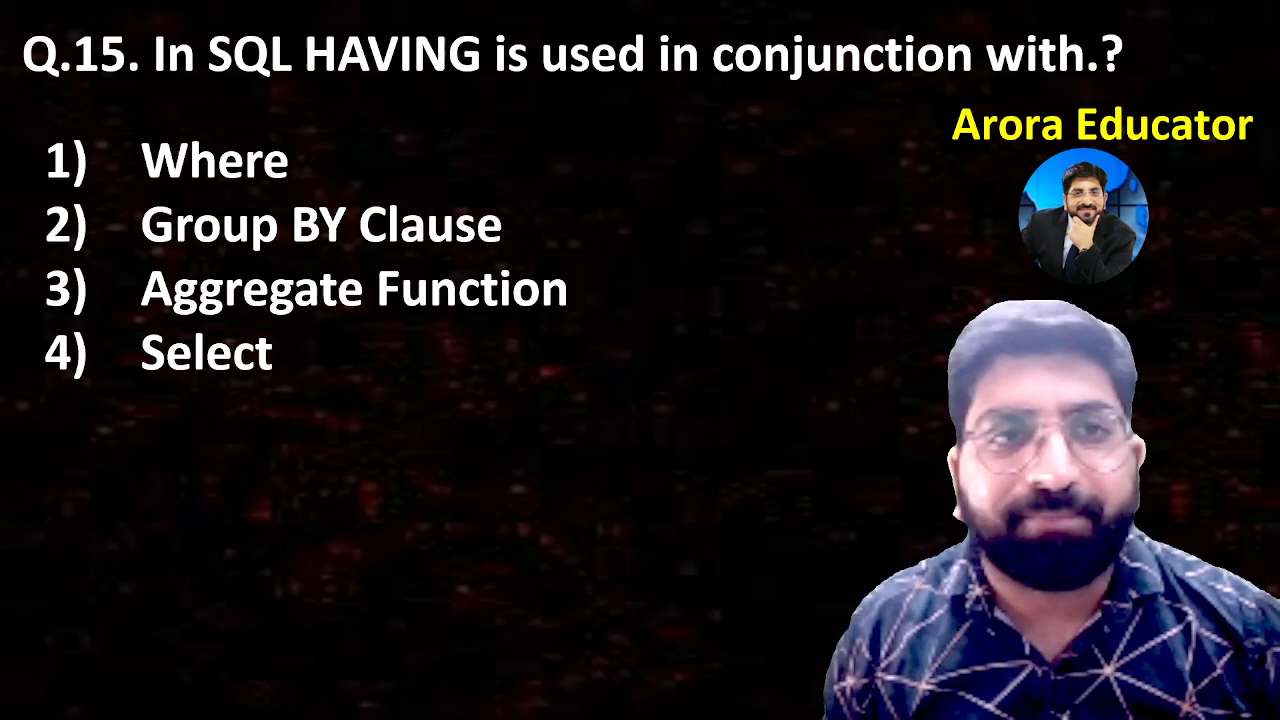 Q.15. In SQL HAVING is used in conjunction with.?
Arora Educator
1) Where
2) Group BY Clause
3) Aggregate Function
4) Select